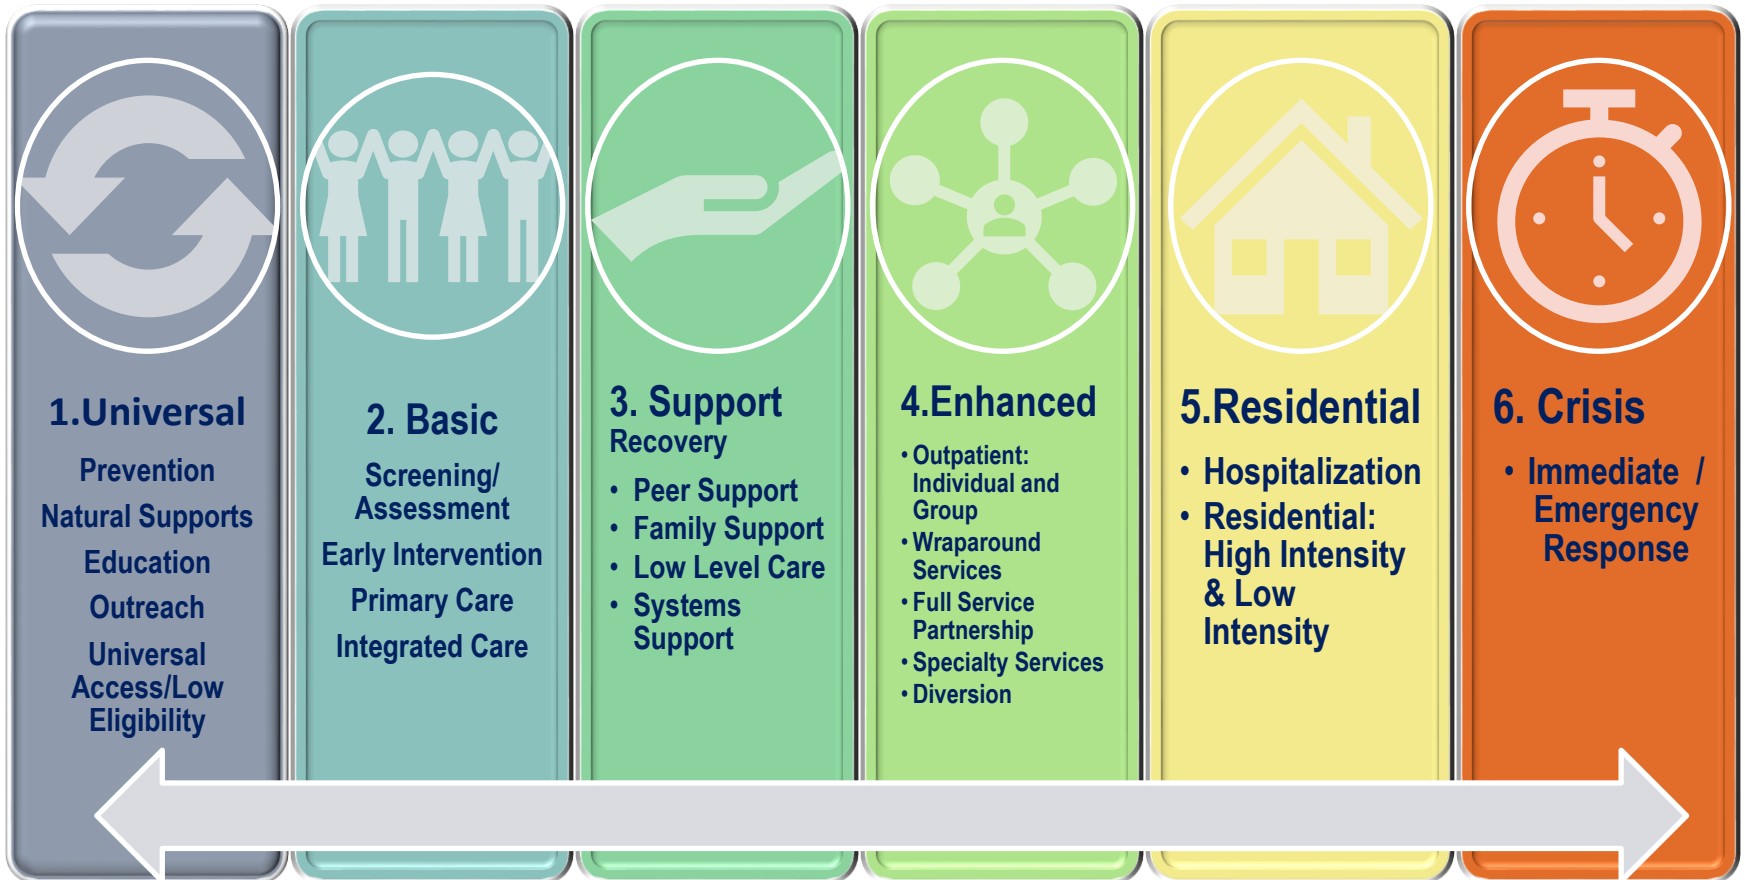 1.Universal
Prevention
Natural Supports
Education
Outreach
Universal
Access/Low
Eligibility
2. Basic
Screening/
Assessment
Early Intervention
Primary Care
Integrated Care
3. Support
Recovery
• Peer Support
• Family Support
• Low Level Care
• Systems
Support
4.Enhanced
• Outpatient:
Individual and
Group
• Wraparound
Services
• Full Service
Partnership
• Specialty Services
• Diversion
5.Residential
• Hospitalization
• Residential:
High Intensity
& Low
Intensity
6. Crisis
• Immediate /
Emergency
Response